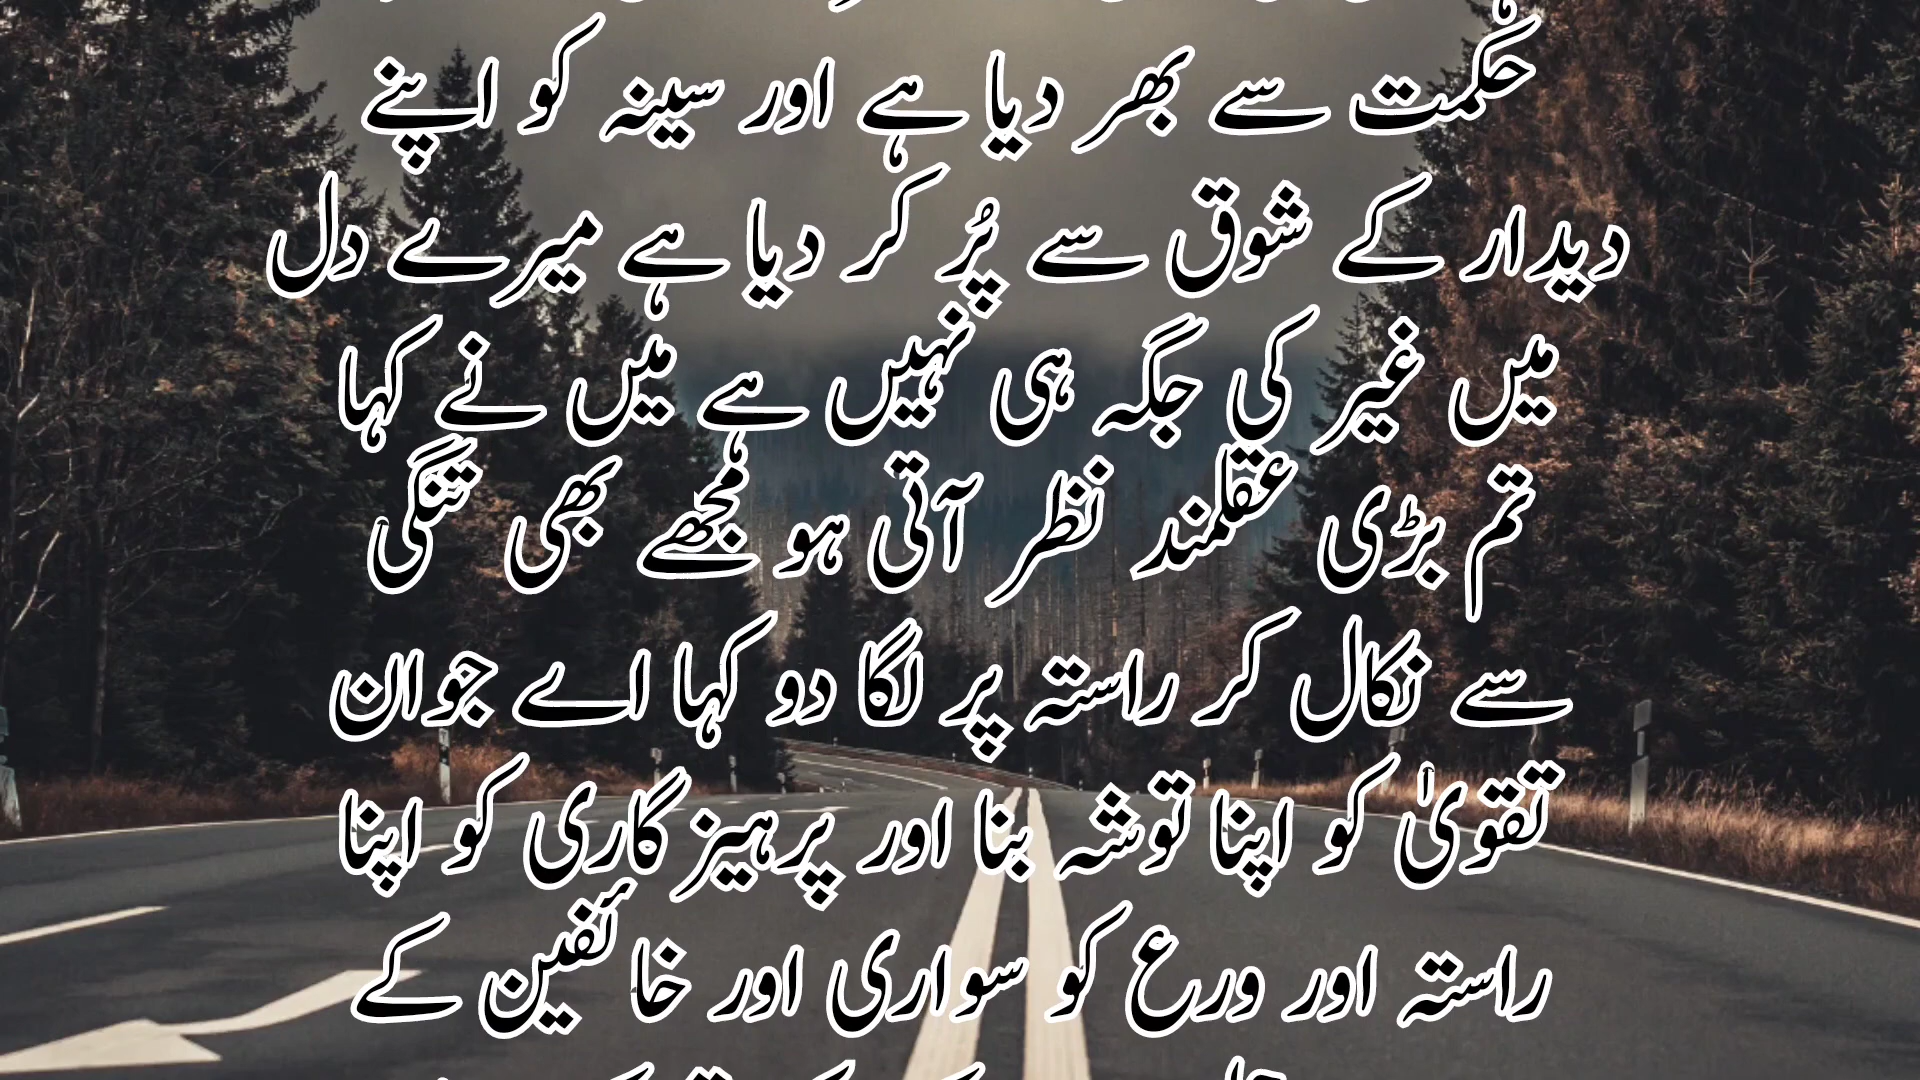 حکمت سے بھر دیا ہے اور سینہ کو اپنے
دیدار کے شوق سے پُر کر دیا ہے میرے دل
میں غیر کی جگہ ہی نہیں ہے میں نے کہا
تم بڑی عقلمند نظر آتی ہو مجھے بھی تنگی
سے نکال کر راستہ پر لگا دو کہا اے جوان
تقویٰ کو اپنا توشہ بنا اور پرہیز گاری کو اپنا
راستہ اور ورع کو سواری اور خائفین کے